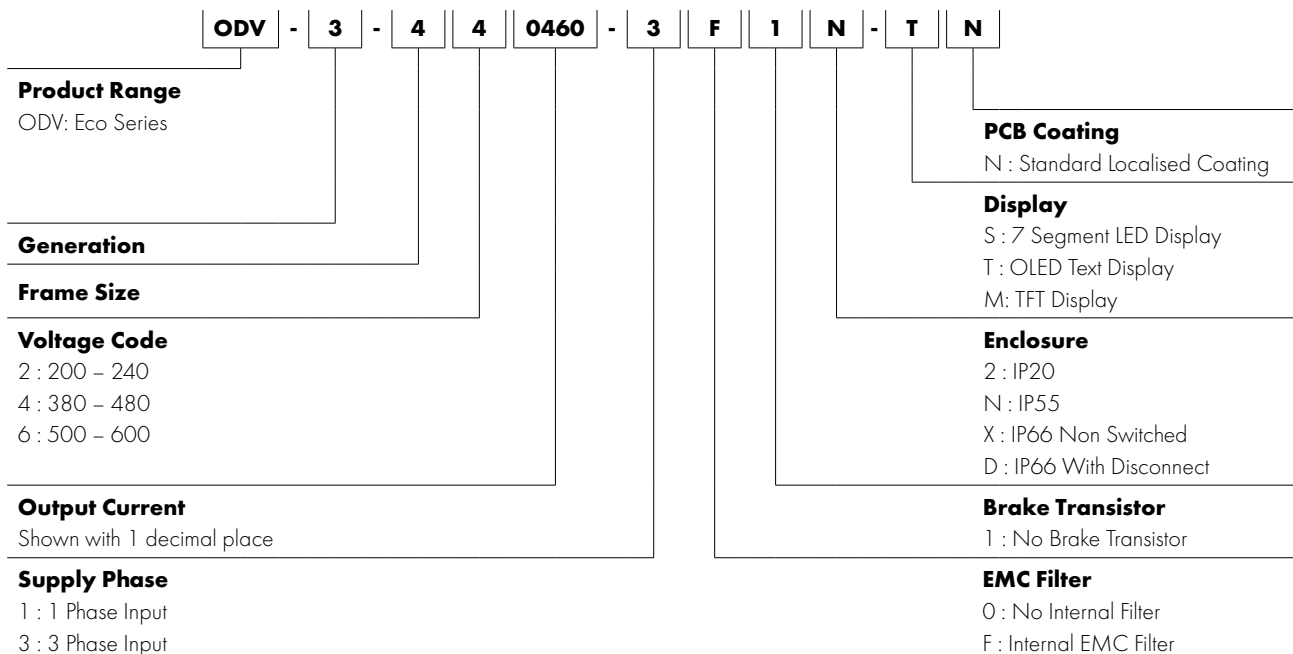 ODV - 3 - 4 4 0460 - 3 F 1 N - T N
Product Range
ODV: Eco Series
Generation
Frame Size
Voltage Code
2 : 200 – 240
4 : 380 – 480
6 : 500 – 600
Output Current
Shown with 1 decimal place
Supply Phase
1 : 1 Phase Input
3 : 3 Phase Input
PCB Coating
N : Standard Localised Coating
Display
S : 7 Segment LED Display
T : OLED Text Display
M: TFT Display
Enclosure
2 : IP20
N : IP55
X : IP66 Non Switched
D : IP66 With Disconnect
Brake Transistor
1 : No Brake Transistor
EMC Filter
0 : No Internal Filter
F : Internal EMC Filter